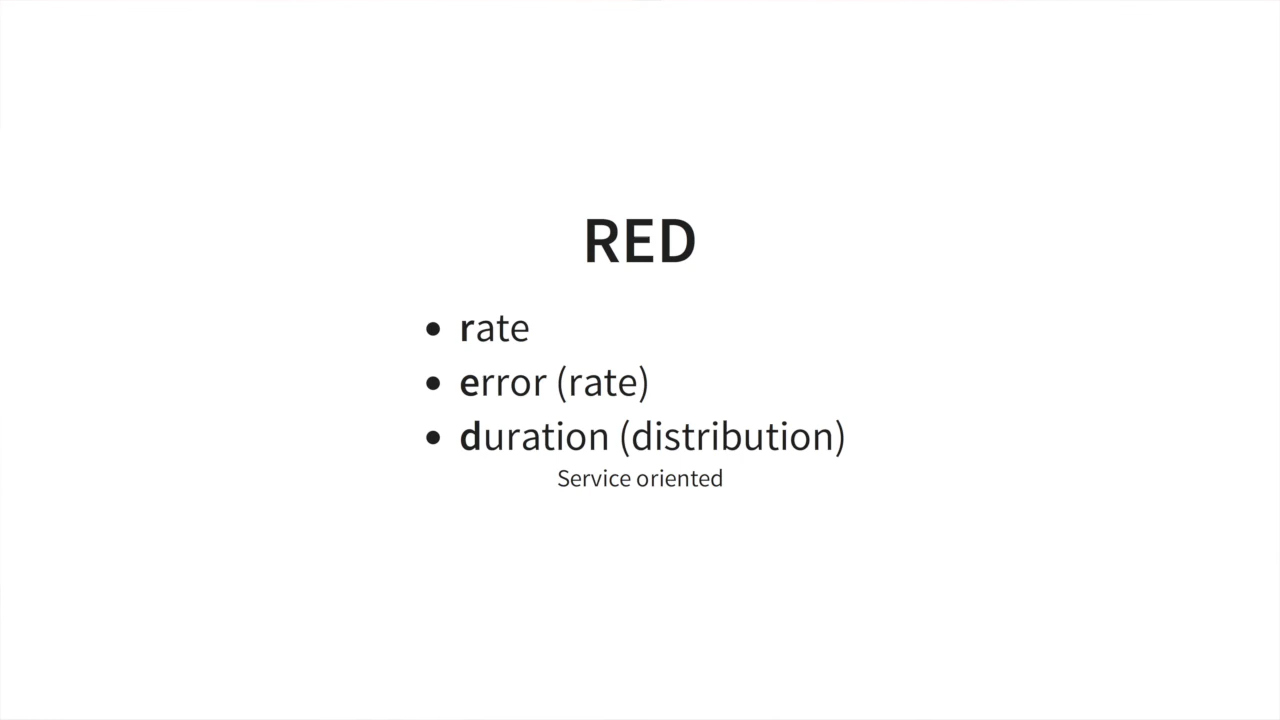 RED
• rate
• error (rate)
• duration (distribution)
Service oriented